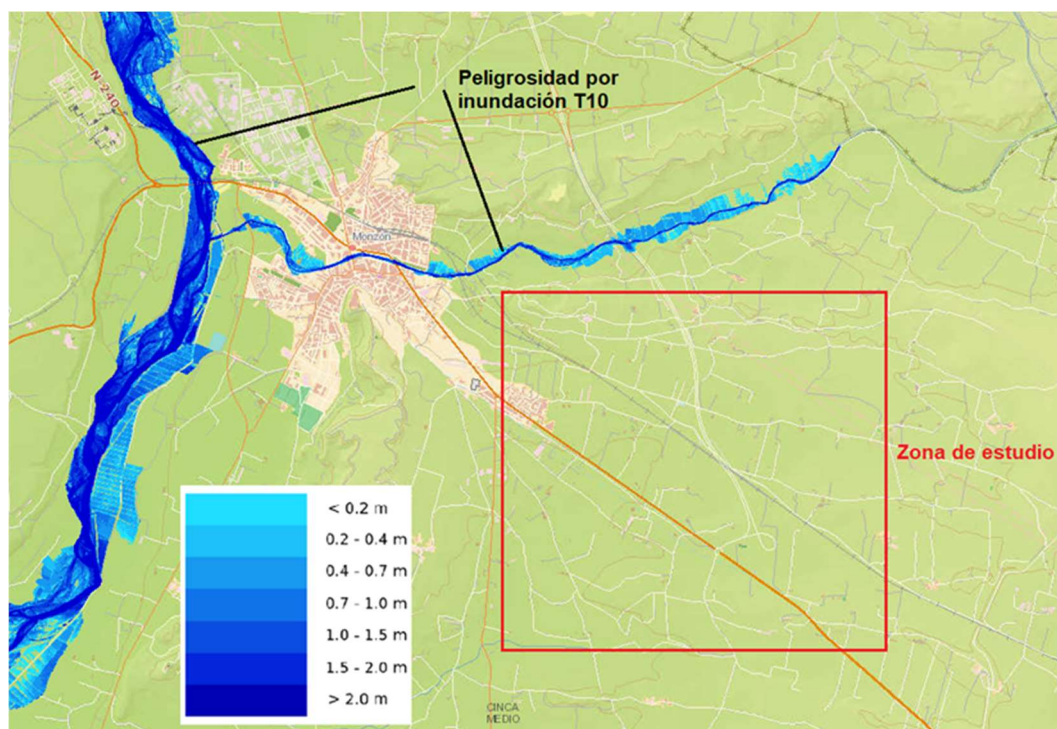 Peligrosidad por
inundación T10
N-240
Monzón
Zona de estudio
< 0.2 m
0.2 - 0.4 m
0.4 - 0.7 m
0.7 - 1.0 m
1.0 - 1.5 m
1.5 - 2.0 m
> 2.0 m
CINCA
MEDIO